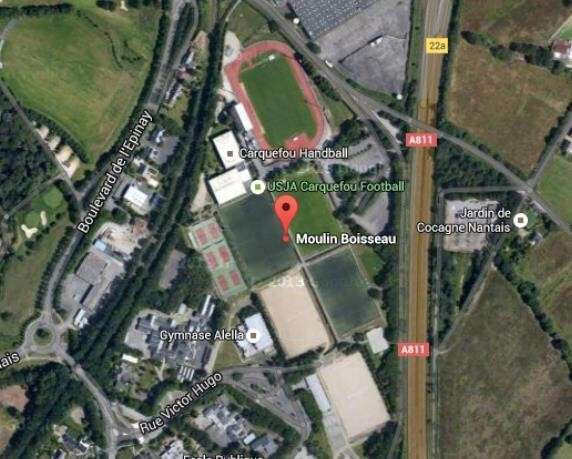 22a
Boulevard de l'Epinay
A811
Carquefou Handball
USJA Carquefou Football
Jardin de
Cocagne Nantais
Moulin Boisseau
2013
Gymnase Alella
A811
Rue Victor Hugo